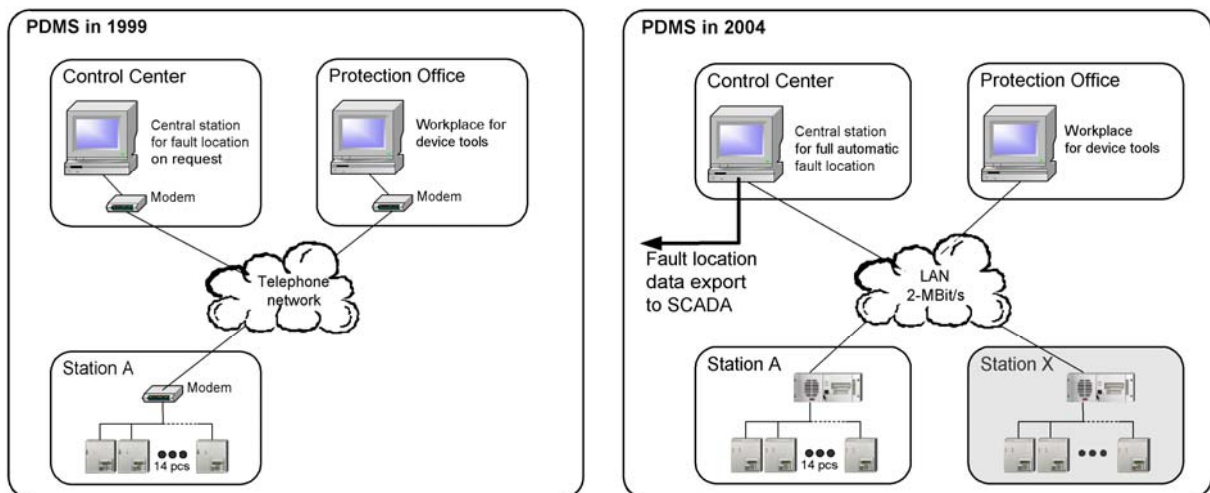 PDMS in 1999
Control Center
Central station
for fault location
on request
Modem
Protection Office
Workplace for
device tools
Modem
Telephone
network
Station A
Modem
14 pcs
PDMS in 2004
Control Center
Central station
for full automatic
fault location
Protection Office
Workplace
for device tools
Fault location
data export
to SCADA
LAN
2-MBit/s
Station A
14 pcs
Station X